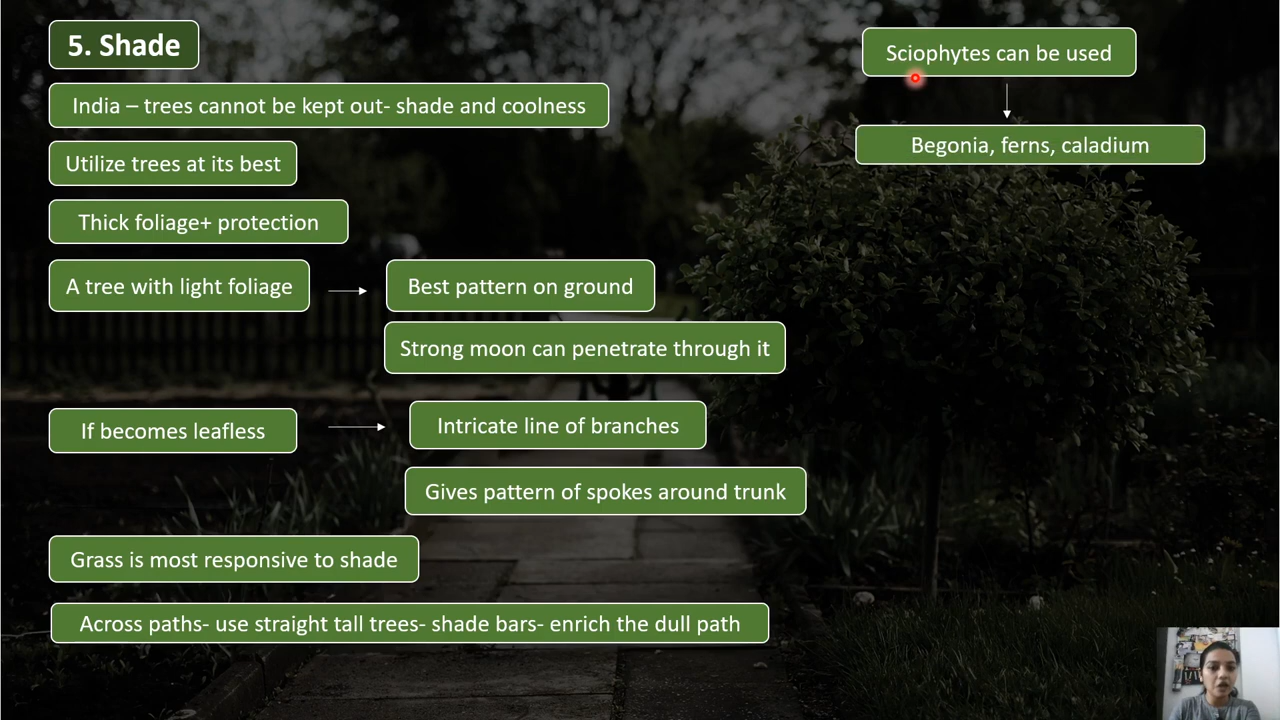 5. Shade
India – trees cannot be kept out- shade and coolness
Utilize trees at its best
Thick foliage+ protection
A tree with light foliage
Best pattern on ground
Strong moon can penetrate through it
If becomes leafless
Intricate line of branches
Gives pattern of spokes around trunk
Grass is most responsive to shade
Across paths- use straight tall trees- shade bars- enrich the dull path
Sciophytes can be used
Begonia, ferns, caladium